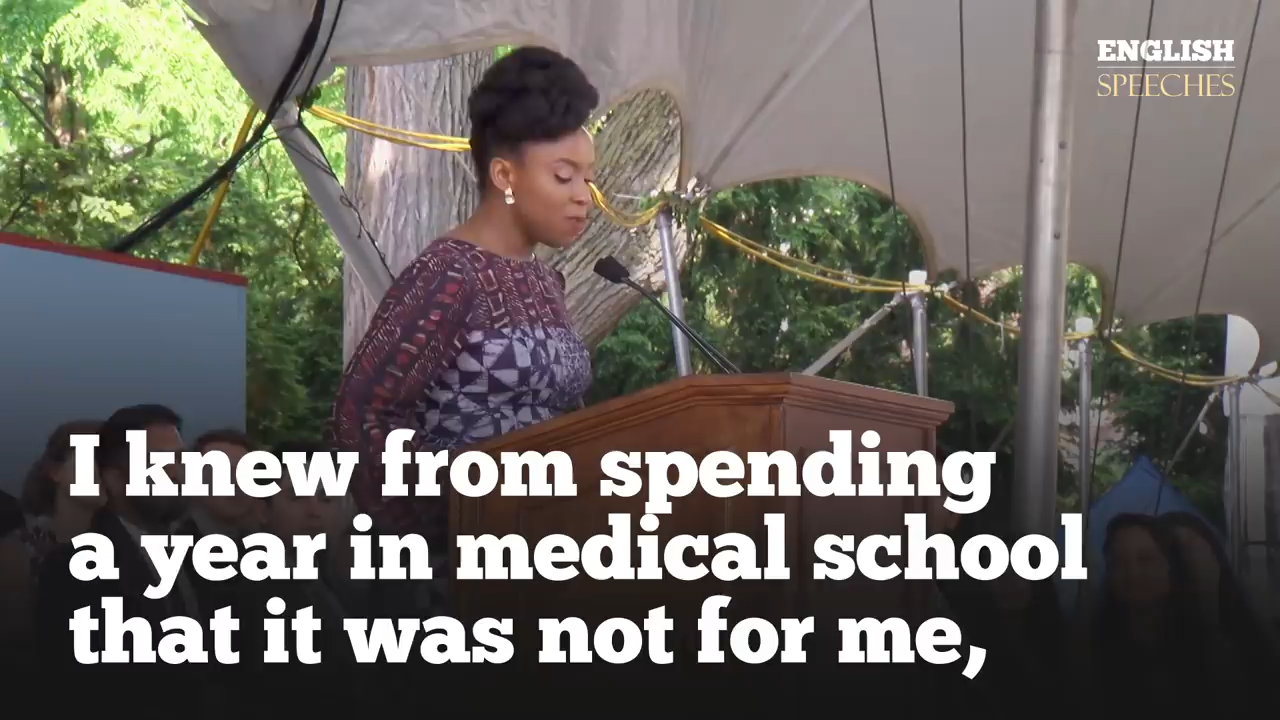 ENGLISH
SPEECHES
I knew from spending
a year in medical school
that it was not for me,